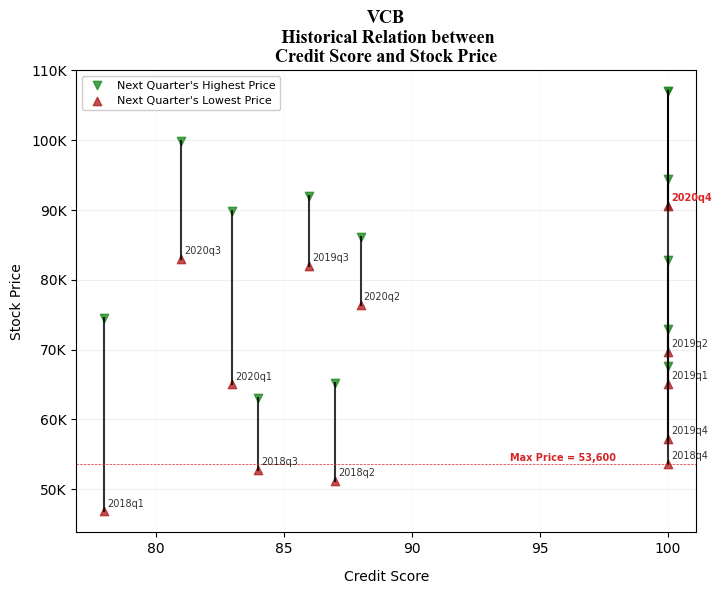 VCB
Historical Relation between
Credit Score and Stock Price
110K
Next Quarter's Highest Price
Next Quarter's Lowest Price
100K
90K
80K
70K
60K
50K
Stock Price
2020q4
2020q3
2019q3
2020q2
2019q2
2020q1
2019q1
2019q4
2018q3
Max Price = 53,600
2018q4
2018q2
2018q1
80
85
90
95
100
Credit Score